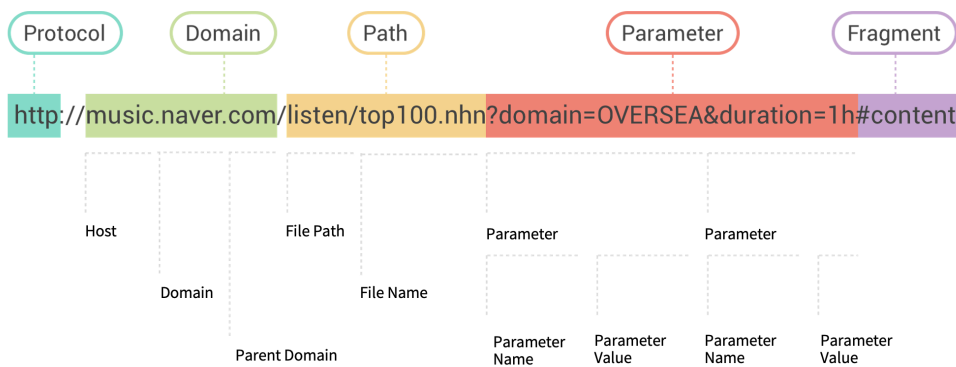 Protocol
Domain
Path
Parameter
Fragment
http://music.naver.com/listen/top100.nhn?domain=OVERSEA&duration=1h#content
Host
File Path
Parameter
Parameter
Domain
File Name
Parent Domain
Parameter
Name
Parameter
Value
Parameter
Name
Parameter
Value